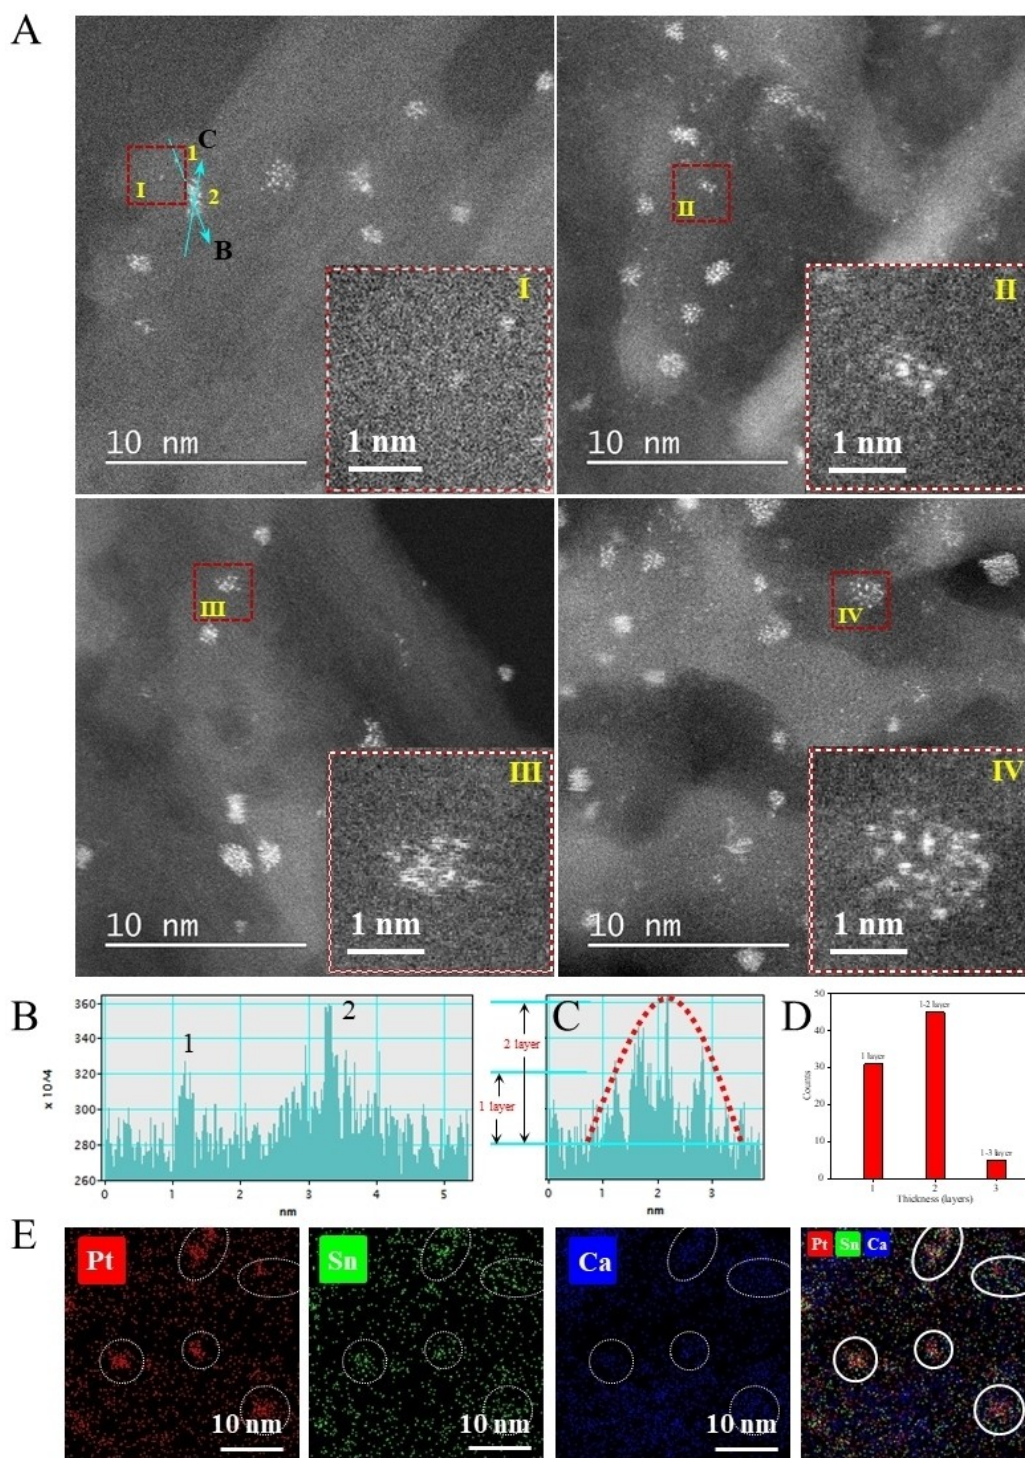 A
C
1
I
2
B
I
10 nm
1 nm
II
II
10 nm
1 nm
III
III
10 nm
1 nm
IV
IV
10 nm
1 nm
B
360
340
320
300
280
260
x 10^4
1
2
0
1
2
3
4
5
nm
C
2 layer
1 layer
0
1
2
3
nm
D
50
40
30
20
10
0
Counts
1 layer
1-2 layer
1-3 layer
1
2
3
Thickness (layers)
E
Pt
10 nm
Sn
10 nm
Ca
10 nm
Pt Sn Ca
10 nm